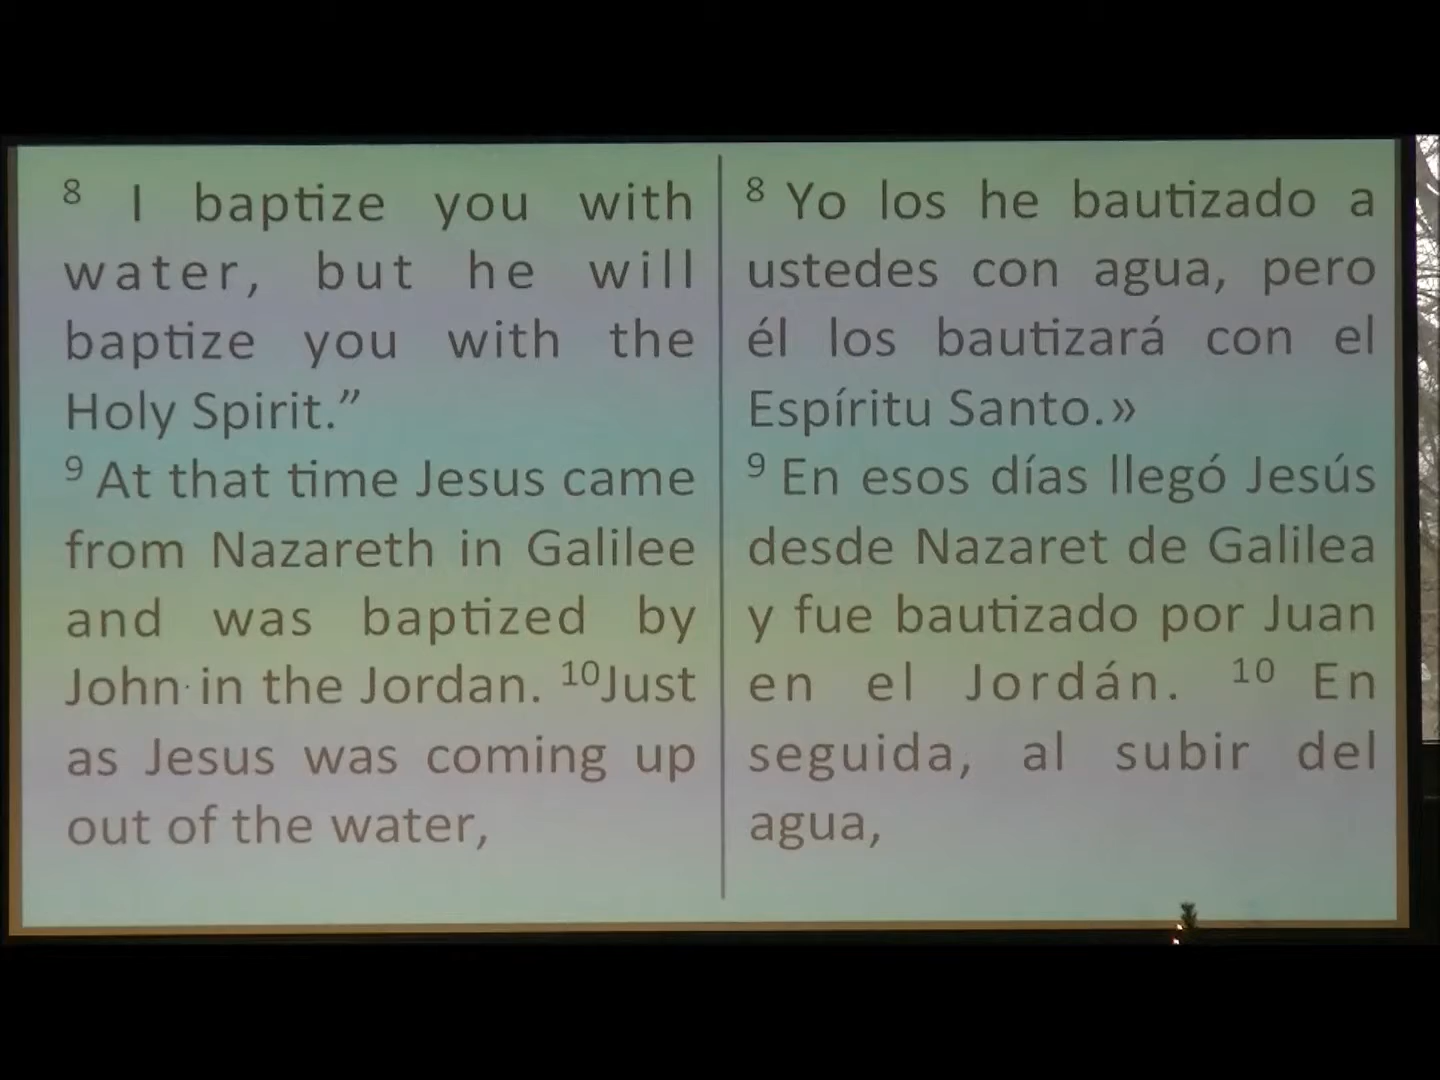 8 I baptize you with
water, but he will
baptize you with the
Holy Spirit.”
9 At that time Jesus came
from Nazareth in Galilee
and was baptized by
John in the Jordan. 10Just
as Jesus was coming up
out of the water,
8 Yo los he bautizado a
ustedes con agua, pero
él los bautizará con el
Espíritu Santo.»
9 En esos días llegó Jesús
desde Nazaret de Galilea
y fue bautizado por Juan
en el Jordán. 10 En
seguida, al subir del
agua,